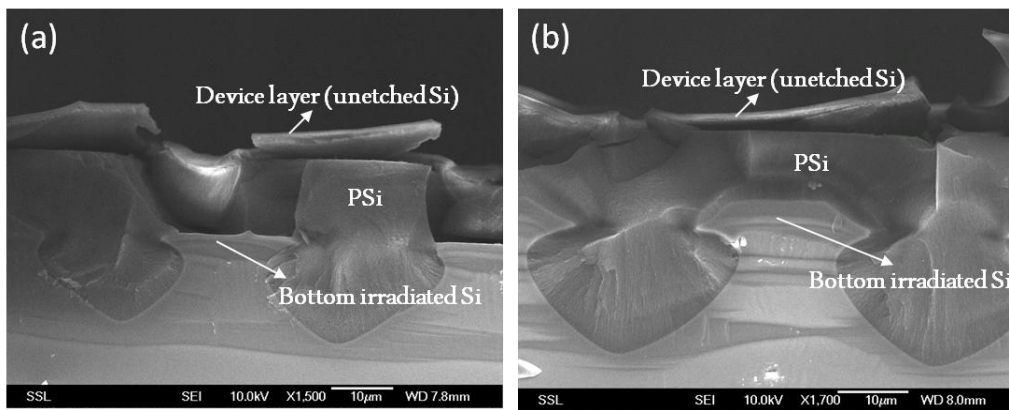 (a)
Device layer (unetched Si)
PSi
Bottom irradiated Si
SSL SEI 10.0kV X1,500 10μm WD 7.8mm
(b)
Device layer (unetched Si)
PSi
Bottom irradiated Si
SSL SEI 10.0kV X1,700 10μm WD 8.0mm